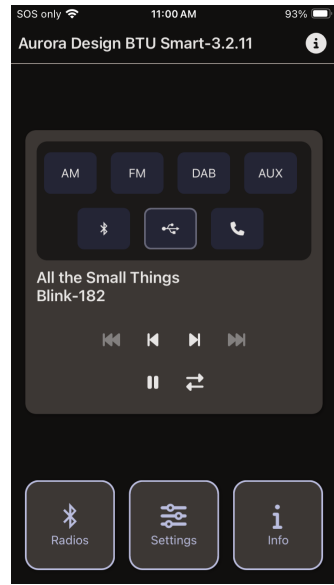 SOS only 11:00 AM 93%
Aurora Design BTU Smart-3.2.11
AM FM DAB AUX
All the Small Things
Blink-182
Radios Settings Info